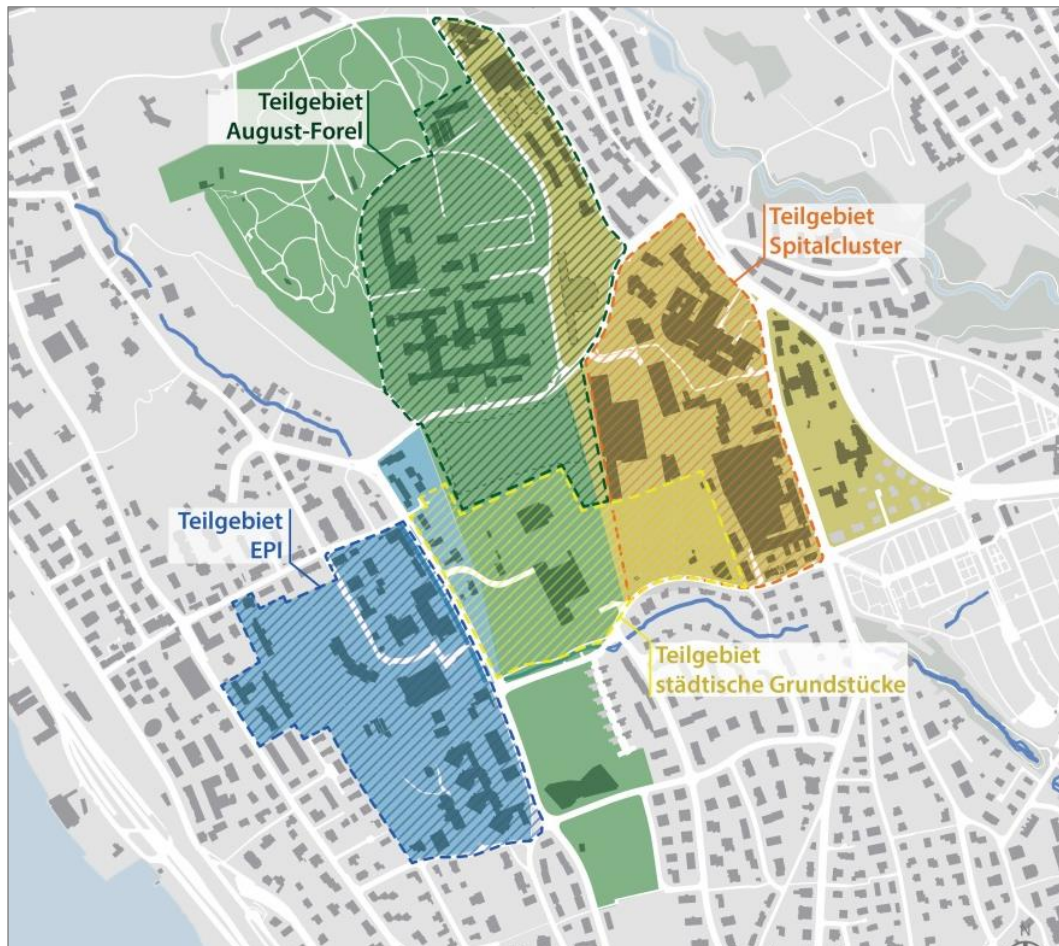 Teilgebiet
August-Forel
Teilgebiet
Spitalcluster
Teilgebiet
EPI
Teilgebiet
städtische Grundstücke
N